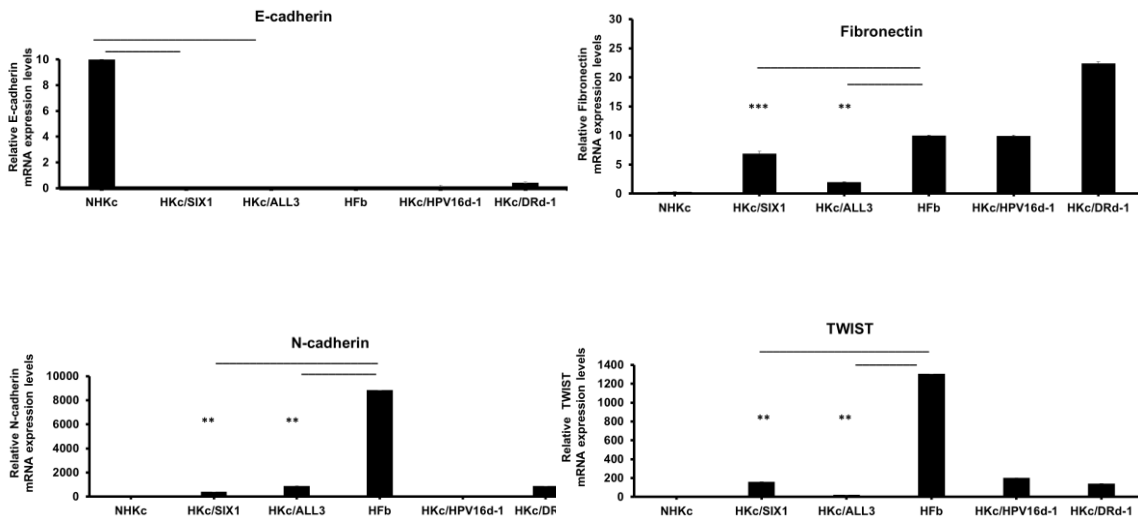 E-cadherin
Relative E-cadherin
mRNA expression levels
10
8
6
4
2
0
NHKc HKc/SIX1 HKc/ALL3 HFb HKc/HPV16d-1 HKc/DRd-1
Fibronectin
Relative Fibronectin
mRNA expression levels
30
25
20
15
10
5
0
*** **
NHKc HKc/SIX1 HKc/ALL3 HFb HKc/HPV16d-1 HKc/DRd-1
N-cadherin
Relative N-cadherin
mRNA expression levels
10000
8000
6000
4000
2000
0
** **
NHKc HKc/SIX1 HKc/ALL3 HFb HKc/HPV16d-1 HKc/DR
TWIST
Relative TWIST
mRNA expression levels
1400
1200
1000
800
600
400
200
0
** **
NHKc HKc/SIX1 HKc/ALL3 HFb HKc/HPV16d-1 HKc/DRd-1